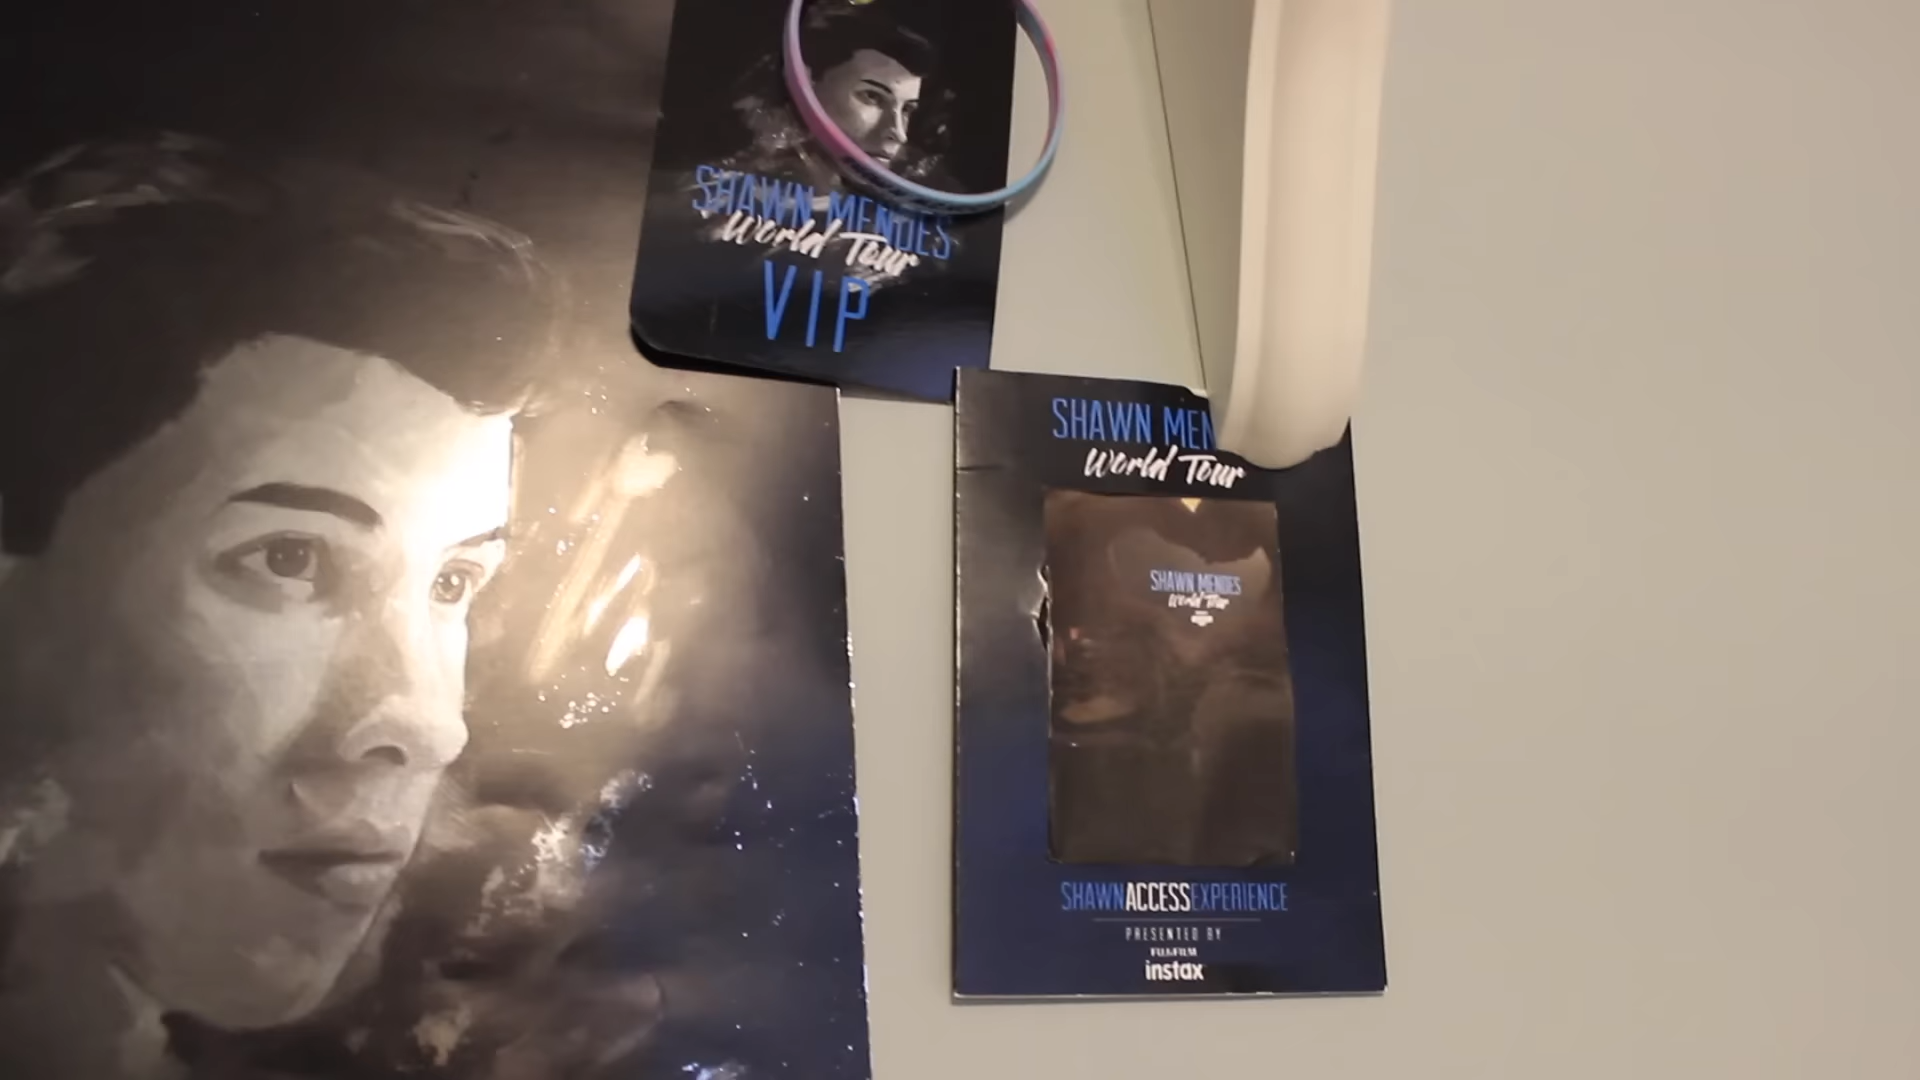 SHAWN MENDES
World Tour
VIP
SHAWN MEN
World Tour
SHAWN MENDES
World Tour
SHAWNACCESSEXPERIENCE
PRESENTED BY
FUJIFILM
instax